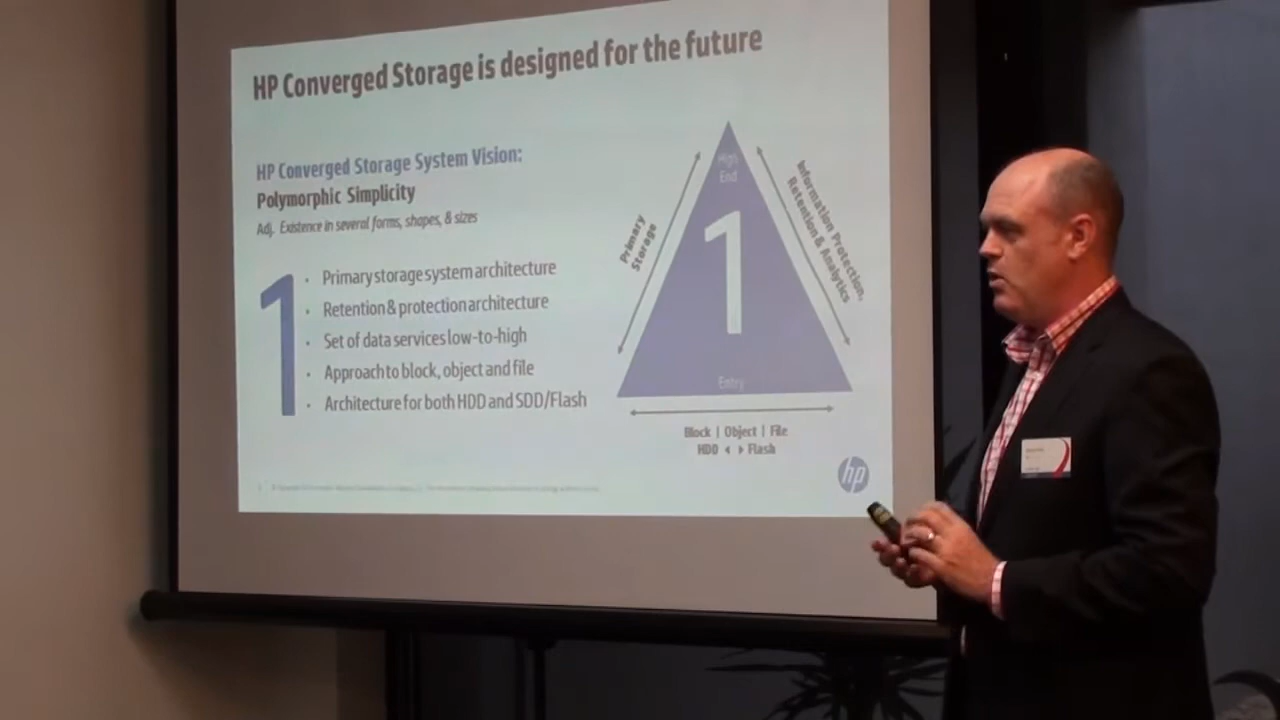 HP Converged Storage is designed for the future
HP Converged Storage System Vision:
Polymorphic Simplicity
Adj. Existence in several forms, shapes, & sizes
1
· Primary storage system architecture
· Retention & protection architecture
· Set of data services low-to-high
· Approach to block, object and file
· Architecture for both HDD and SDD/Flash
High
End
1
Entry
Primary
Storage
Information Protection,
Retention & Analytics
Block | Object | File
HDD ◂ ▸ Flash
hp